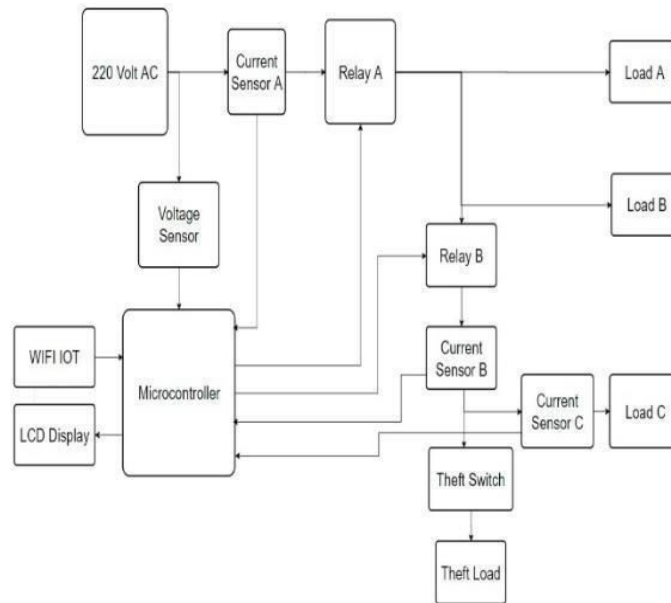 220 Volt AC
Current
Sensor A
Relay A
Load A
Voltage
Sensor
Load B
Relay B
WIFI IOT
Microcontroller
Current
Sensor B
LCD Display
Current
Sensor C
Load C
Theft Switch
Theft Load